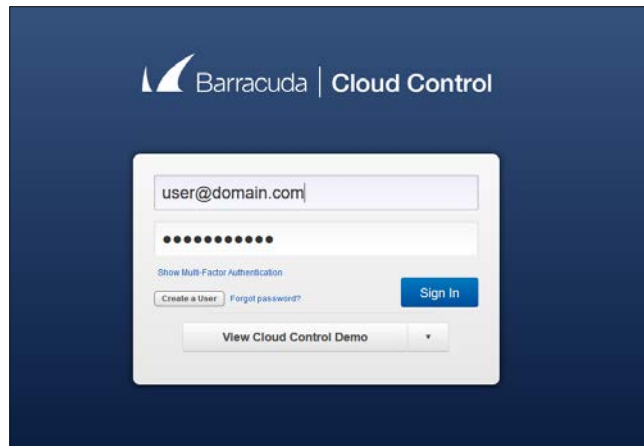 Barracuda | Cloud Control
user@domain.com
●●●●●●●●●●●
Show Multi-Factor Authentication
Create a User Forgot password?
Sign In
View Cloud Control Demo ▼